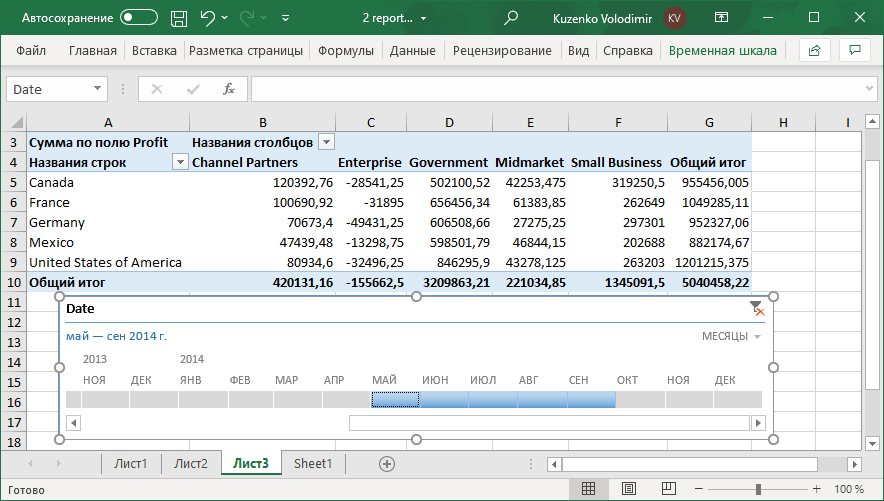 Автосохранение 2 report... Kuzenko Volodimir KV
Файл Главная Вставка Разметка страницы Формулы Данные Рецензирование Вид Справка Временная шкала
Date fx
A B C D E F G H I
3 Сумма по полю Profit Названия столбцов
4 Названия строк Channel Partners Enterprise Government Midmarket Small Business Общий итог
5 Canada 120392,76 -28541,25 502100,52 42253,475 319250,5 955456,005
6 France 100690,92 -31895 656456,34 61383,85 262649 1049285,11
7 Germany 70673,4 -49431,25 606508,66 27275,25 297301 952327,06
8 Mexico 47439,48 -13298,75 598501,79 46844,15 202688 882174,67
9 United States of America 80934,6 -32496,25 846295,9 43278,125 263203 1201215,375
10 Общий итог 420131,16 -155662,5 3209863,21 221034,85 1345091,5 5040458,22
11 Date
12
13 май — сен 2014 г. МЕСЯЦЫ
14 2013 2014
15 НОЯ ДЕК ЯНВ ФЕВ МАР АПР МАЙ ИЮН ИЮЛ АВГ СЕН ОКТ НОЯ ДЕК
16
17
18
Лист1 Лист2 Лист3 Sheet1
Готово 100 %